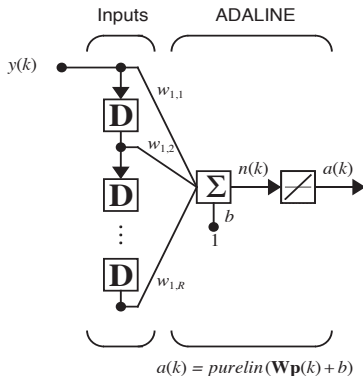 Inputs ADALINE
y(k)
w1,1
D
w1,2
n(k) a(k)
Σ
D
b
1
...
D
w1,R
a(k) = purelin(Wp(k) + b)